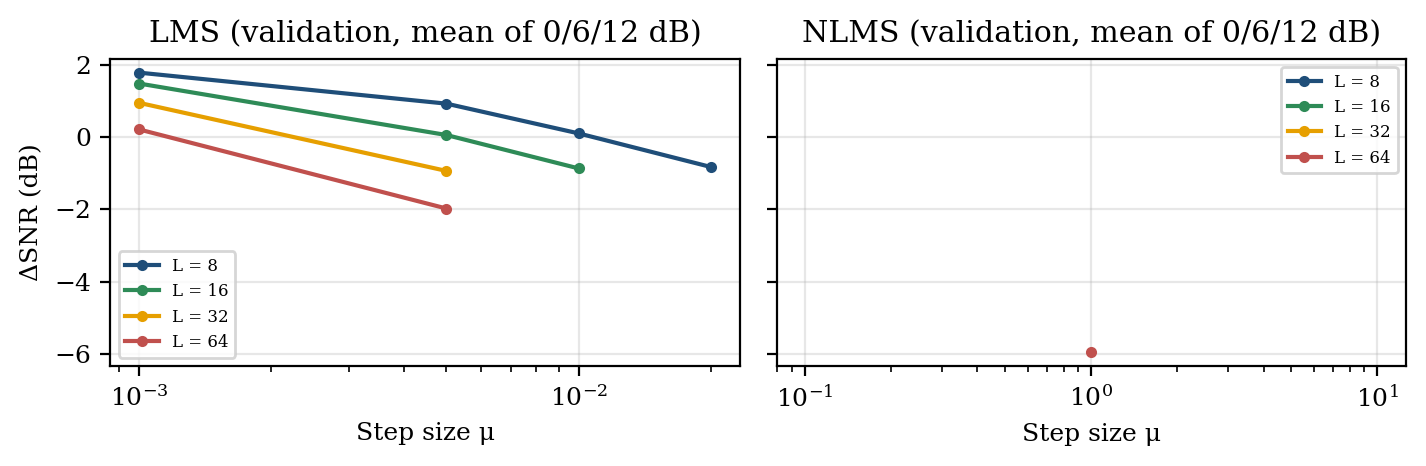 LMS (validation, mean of 0/6/12 dB)
ΔSNR (dB)
2
0
−2
−4
−6
L = 8
L = 16
L = 32
L = 64
10⁻³
10⁻²
Step size μ
NLMS (validation, mean of 0/6/12 dB)
L = 8
L = 16
L = 32
L = 64
10⁻¹
10⁰
10¹
Step size μ